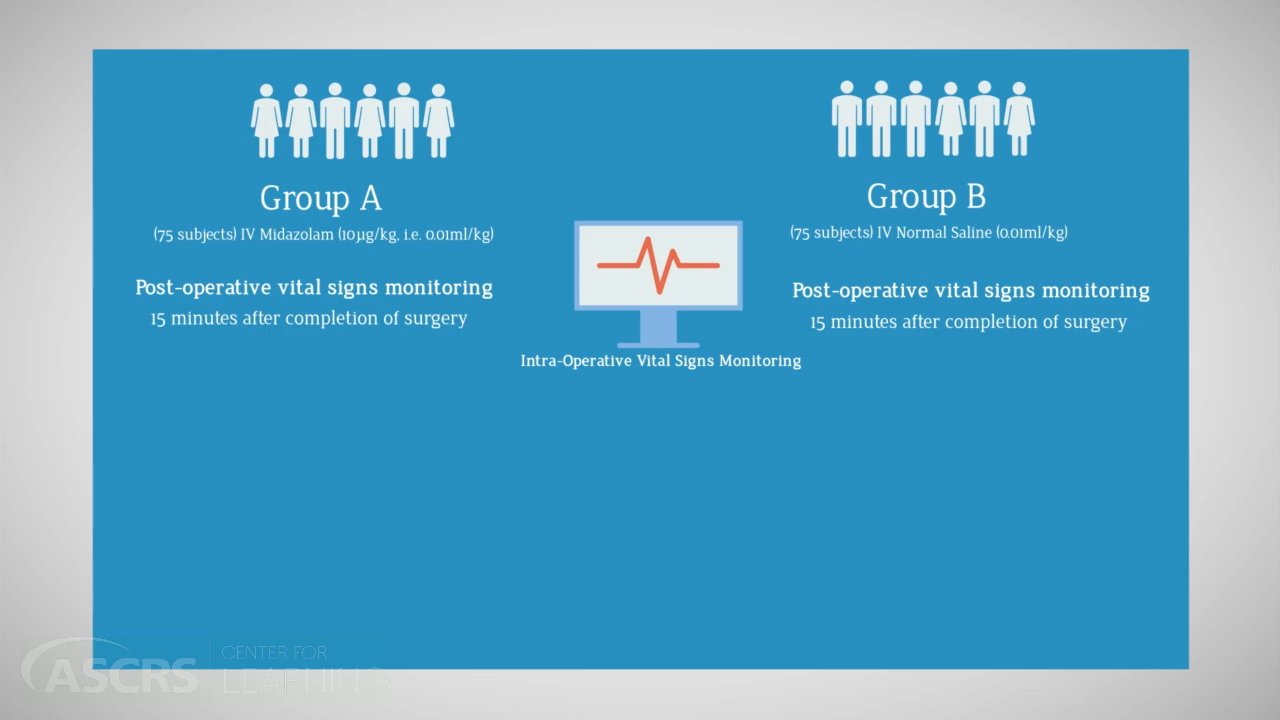 Group A
(75 subjects) IV Midazolam (10µg/kg, i.e. 0.01ml/kg)
Post-operative vital signs monitoring
15 minutes after completion of surgery
Intra-Operative Vital Signs Monitoring
Group B
(75 subjects) IV Normal Saline (0.01ml/kg)
Post-operative vital signs monitoring
15 minutes after completion of surgery
ASCRS
CENTER FOR
LEARNING